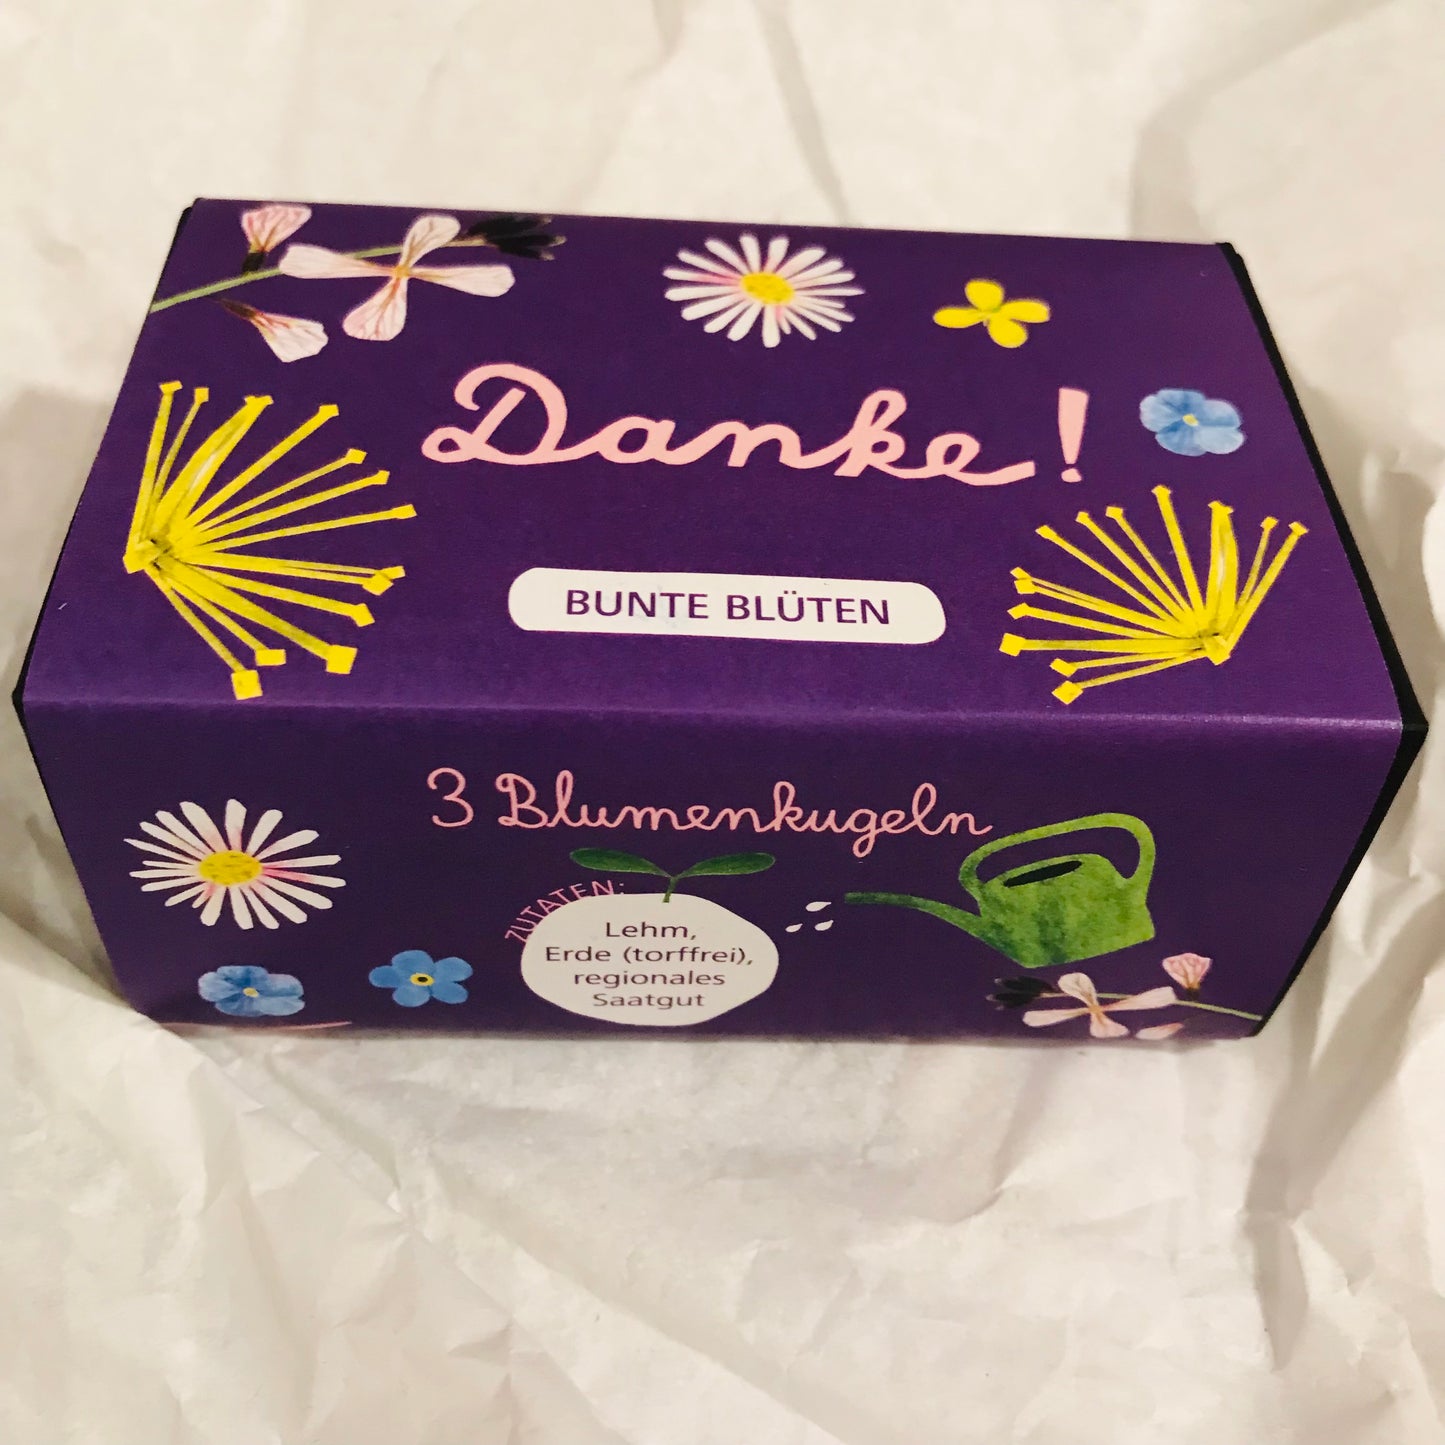 Danke!
BUNTE BLÜTEN
3 Blumenkugeln
ZUTATEN:
Lehm,
Erde (torffrei),
regionales
Saatgut